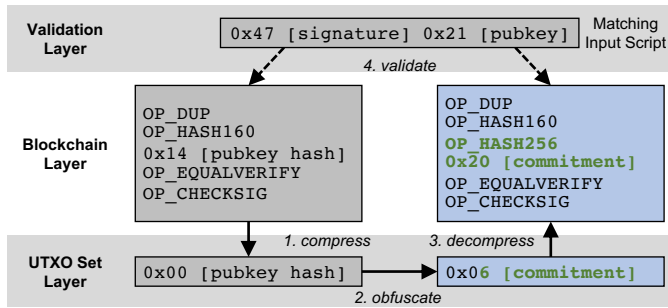 Validation
Layer
0x47 [signature] 0x21 [pubkey]
Matching
Input Script
4. validate
Blockchain
Layer
OP_DUP
OP_HASH160
0x14 [pubkey hash]
OP_EQUALVERIFY
OP_CHECKSIG
OP_DUP
OP_HASH160
OP_HASH256
0x20 [commitment]
OP_EQUALVERIFY
OP_CHECKSIG
1. compress
3. decompress
UTXO Set
Layer
0x00 [pubkey hash]
2. obfuscate
0x06 [commitment]